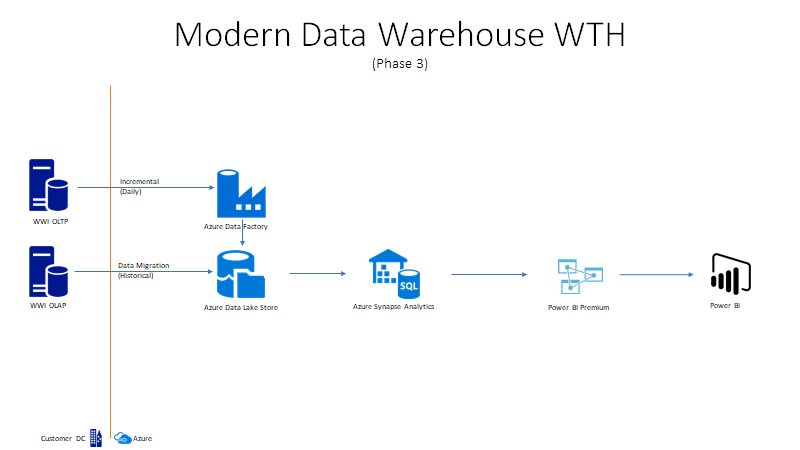 Modern Data Warehouse WTH
(Phase 3)
Incremental
(Daily)
WWI OLTP
Azure Data Factory
Data Migration
(Historical)
WWI OLAP
Azure Data Lake Store
SQL
Azure Synapse Analytics
Power BI Premium
Power BI
Customer DC
Azure